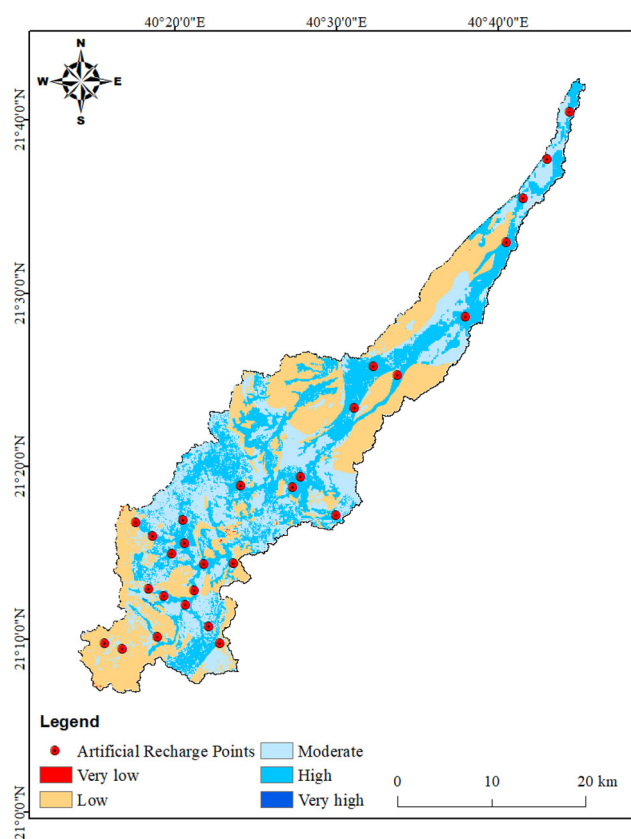 40°20'0"E 40°30'0"E 40°40'0"E
N
W E
S
21°40'0"N
21°30'0"N
21°20'0"N
21°10'0"N
21°0'0"N
Legend
Artificial Recharge Points
Moderate
Very low
High
Low
Very high
0 10 20 km